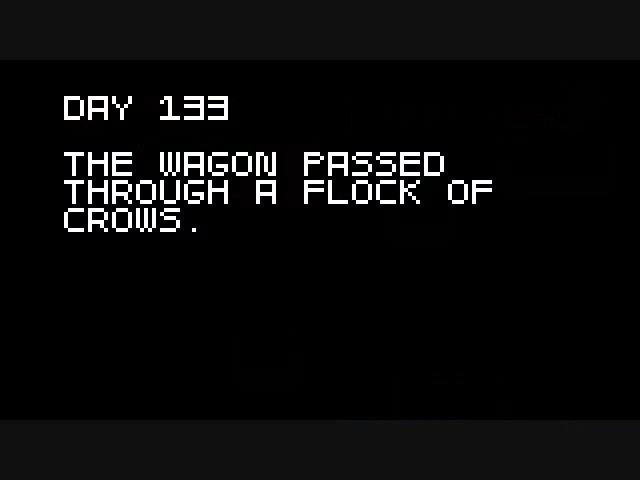 DAY 133
THE WAGON PASSED
THROUGH A FLOCK OF
CROWS.